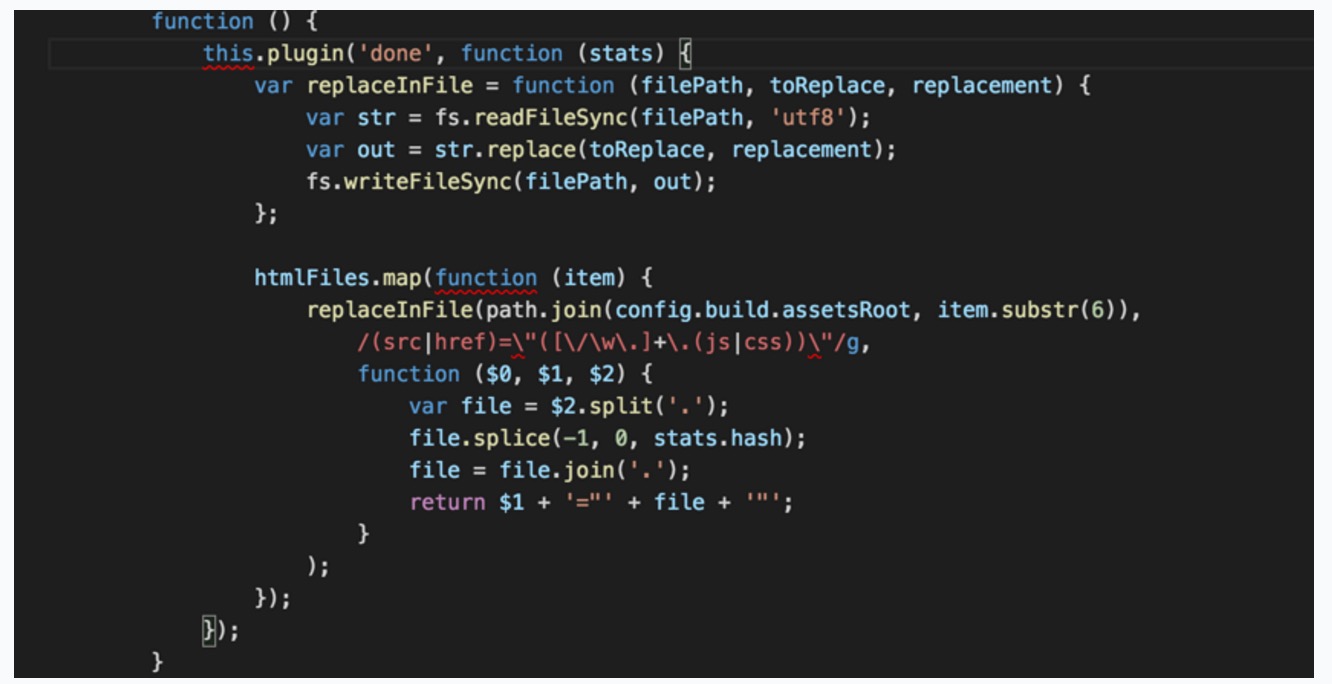 function () {
this.plugin('done', function (stats) {
var replaceInFile = function (filePath, toReplace, replacement) {
var str = fs.readFileSync(filePath, 'utf8');
var out = str.replace(toReplace, replacement);
fs.writeFileSync(filePath, out);
};
htmlFiles.map(function (item) {
replaceInFile(path.join(config.build.assetsRoot, item.substr(6)),
/(src|href)=\"([\/\w\.]+\.(js|css))\"/g,
function ($0, $1, $2) {
var file = $2.split('.');
file.splice(-1, 0, stats.hash);
file = file.join('.');
return $1 + '="' + file + '"';
}
);
});
});
}